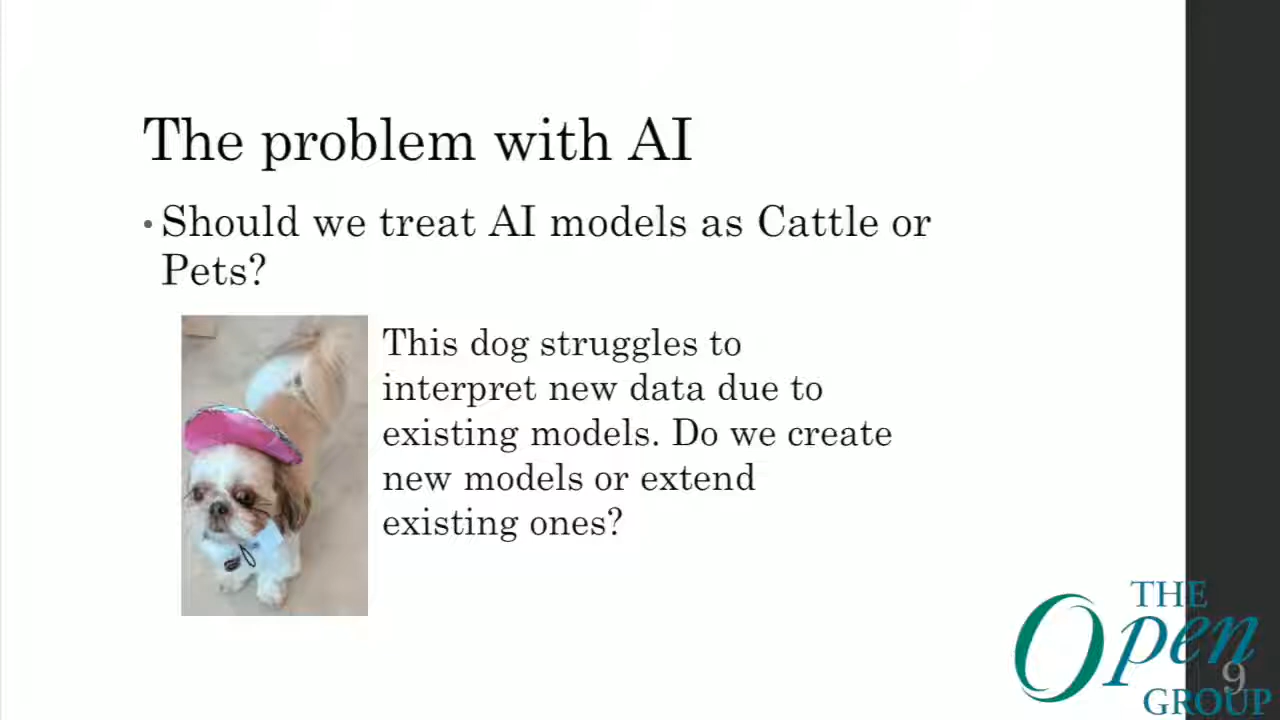 The problem with AI
• Should we treat AI models as Cattle or
Pets?
This dog struggles to
interpret new data due to
existing models. Do we create
new models or extend
existing ones?
THE
Open
GROUP
9